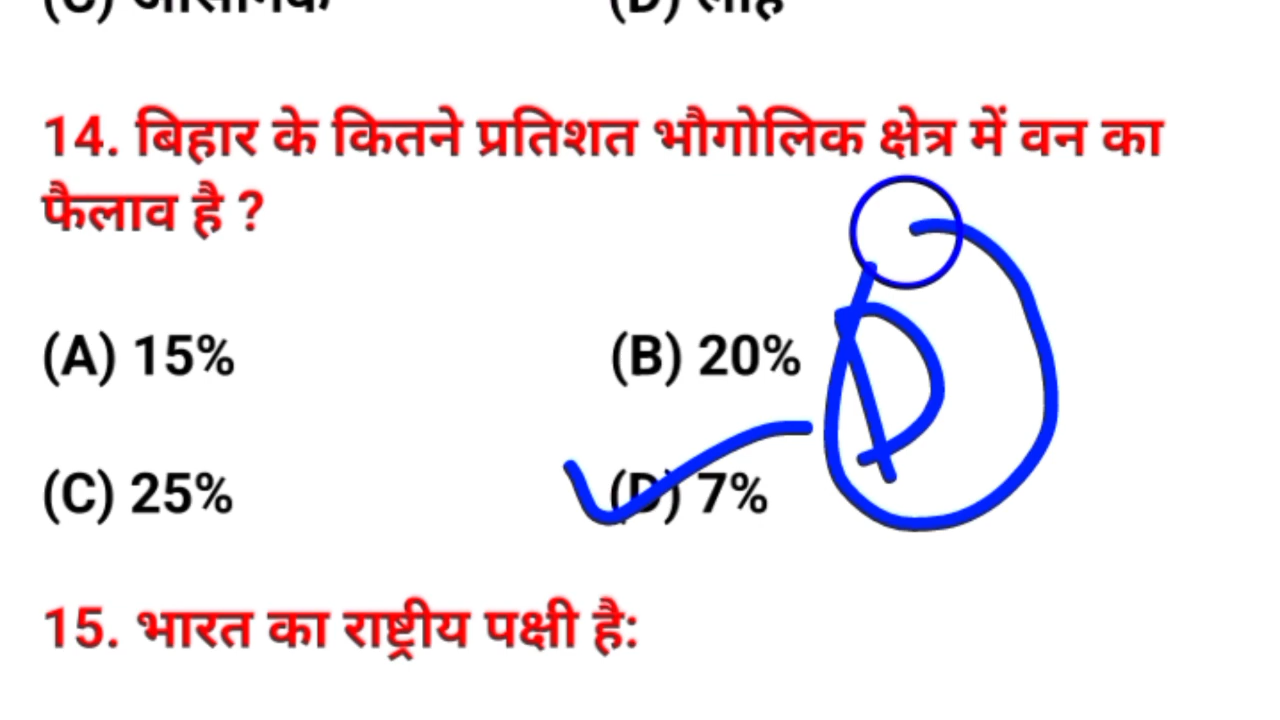 14. बिहार के कितने प्रतिशत भौगोलिक क्षेत्र में वन का
फैलाव है ?
(A) 15% (B) 20%
(C) 25% (D) 7%
D
15. भारत का राष्ट्रीय पक्षी है: